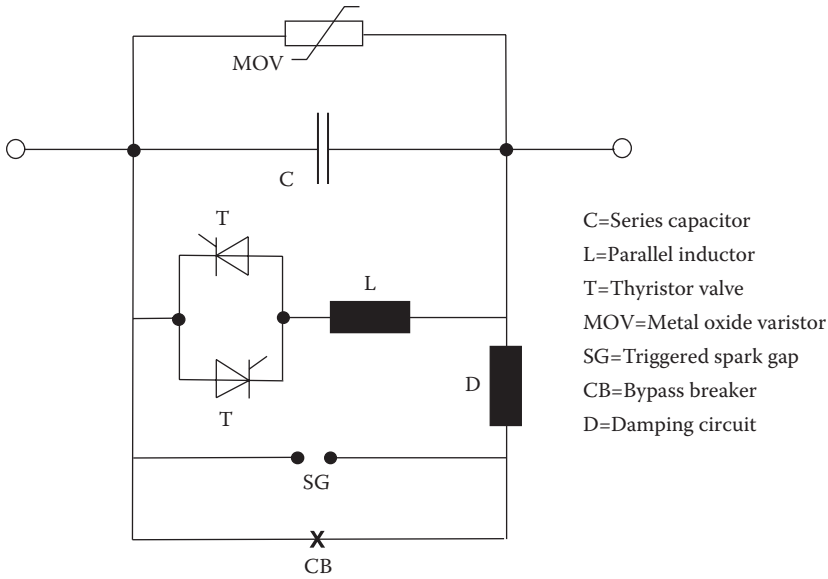 MOV
C
T
L
T
D
SG
CB
C=Series capacitor
L=Parallel inductor
T=Thyristor valve
MOV=Metal oxide varistor
SG=Triggered spark gap
CB=Bypass breaker
D=Damping circuit